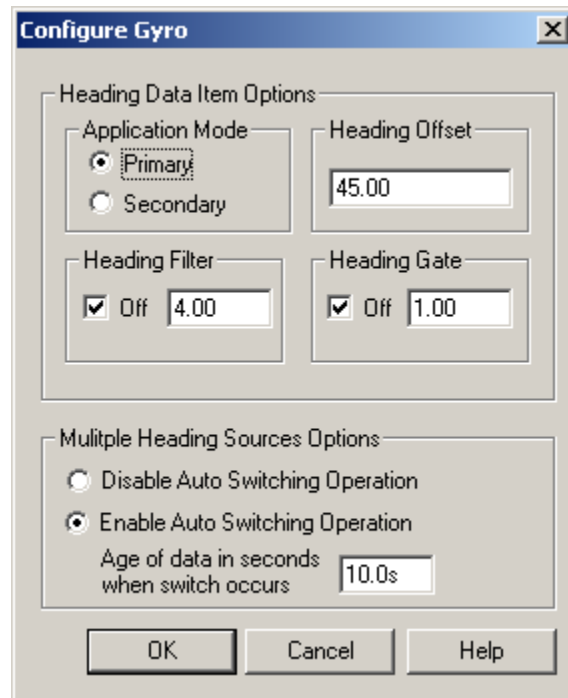 Configure Gyro
Heading Data Item Options
Application Mode
Primary
Secondary
Heading Offset
45.00
Heading Filter
Off 4.00
Heading Gate
Off 1.00
Mulitple Heading Sources Options
Disable Auto Switching Operation
Enable Auto Switching Operation
Age of data in seconds
when switch occurs
10.0s
OK Cancel Help